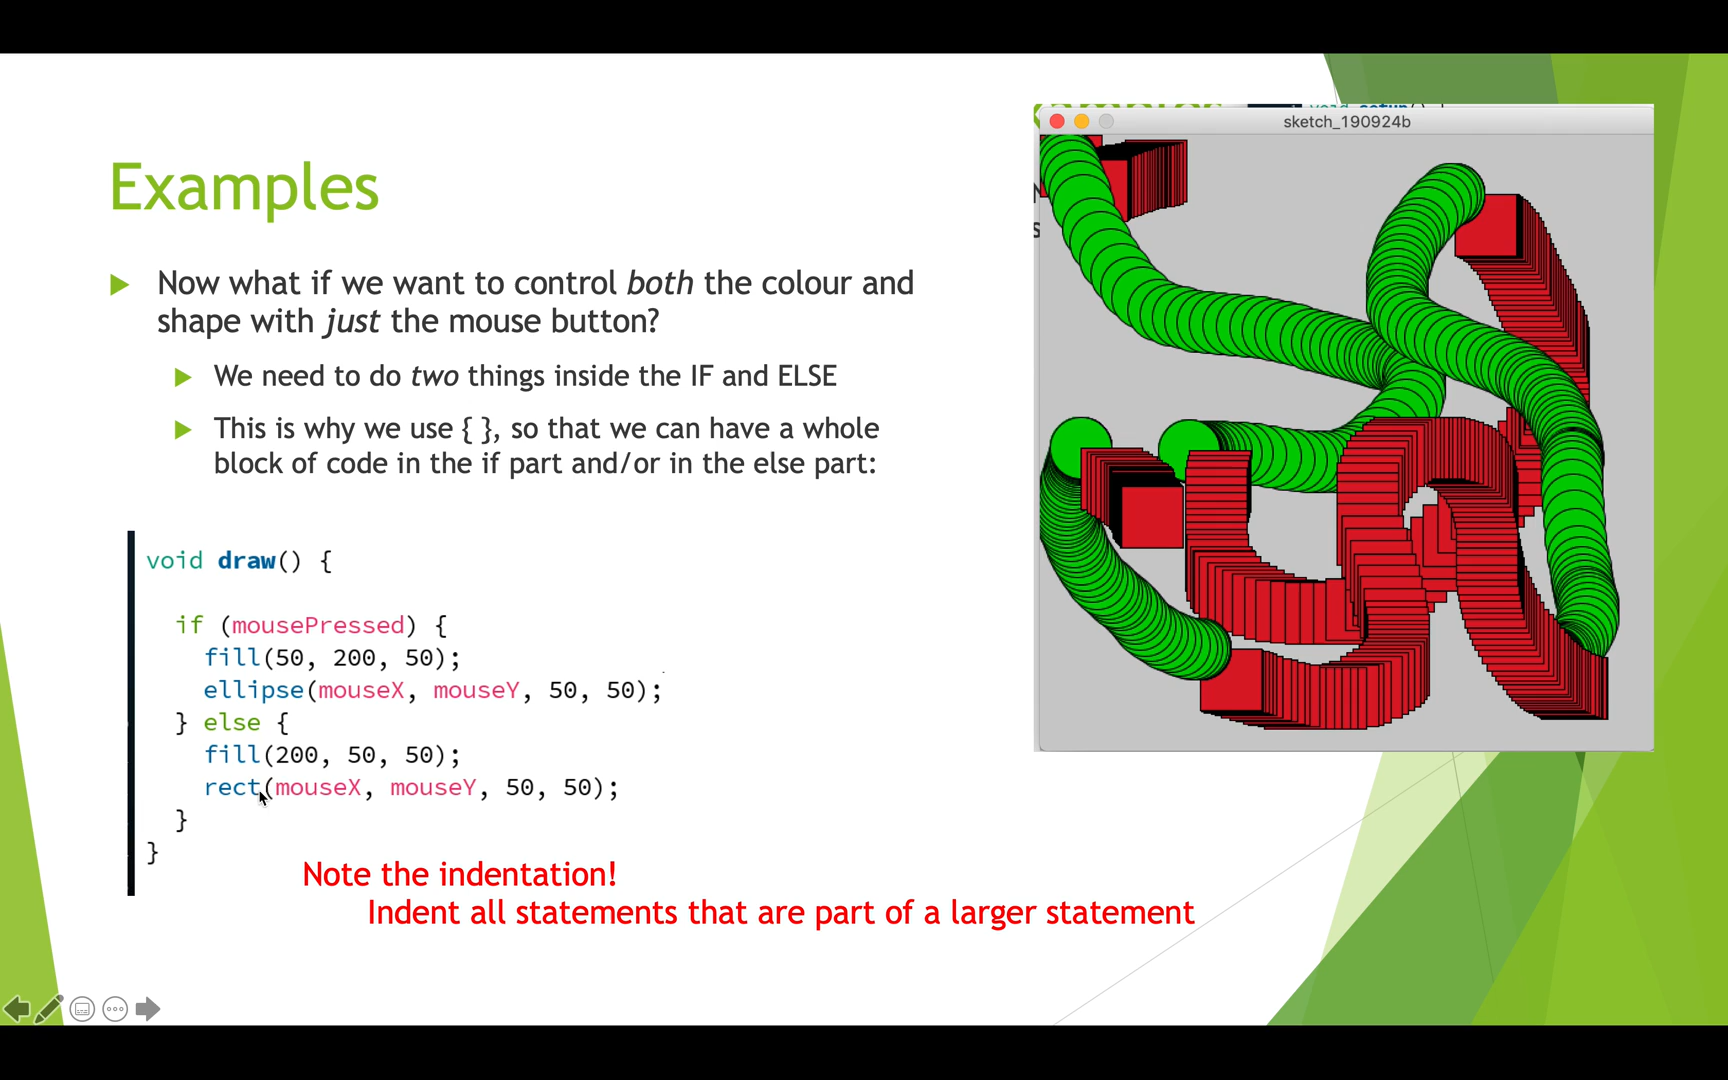 Examples
Now what if we want to control both the colour and
shape with just the mouse button?
We need to do two things inside the IF and ELSE
This is why we use { }, so that we can have a whole
block of code in the if part and/or in the else part:
void draw() {
if (mousePressed) {
fill(50, 200, 50);
ellipse(mouseX, mouseY, 50, 50);
} else {
fill(200, 50, 50);
rect(mouseX, mouseY, 50, 50);
}
}
Note the indentation!
Indent all statements that are part of a larger statement
sketch_190924b